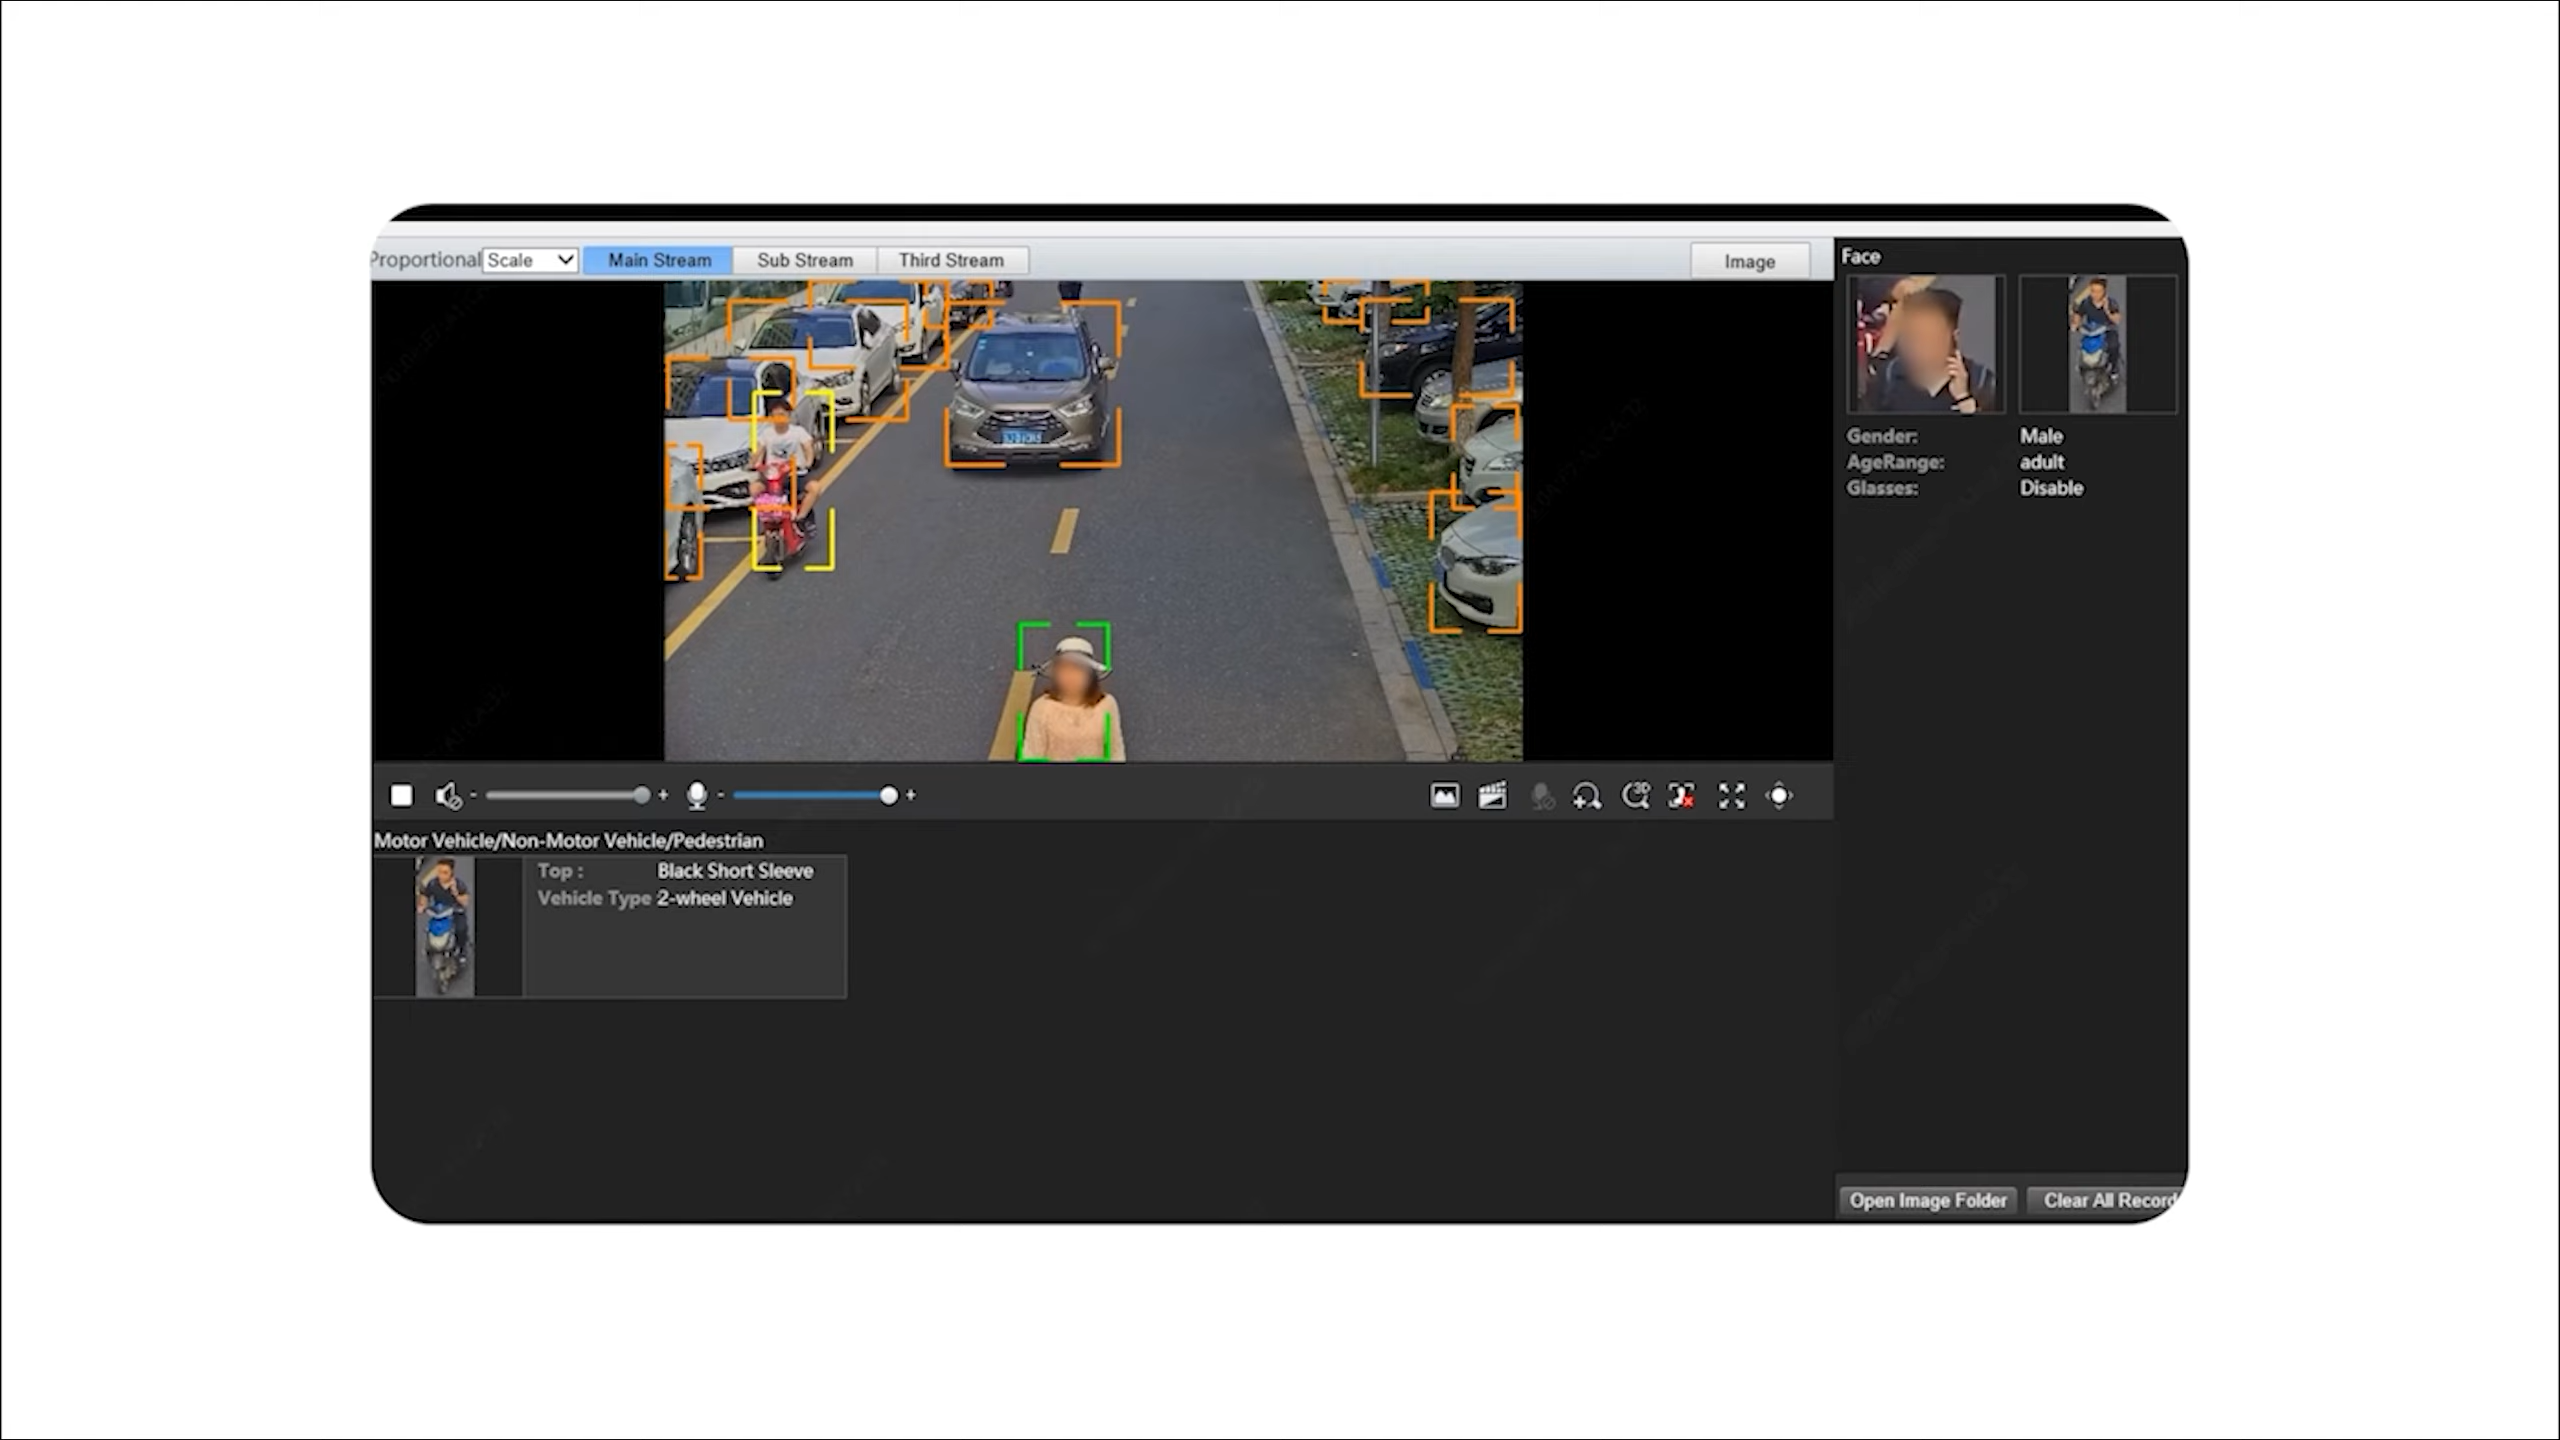 Proportional Scale Main Stream Sub Stream Third Stream Image
Face
Gender: Male
AgeRange: adult
Glasses: Disable
- + - +
3D
Motor Vehicle/Non-Motor Vehicle/Pedestrian
Top : Black Short Sleeve
Vehicle Type 2-wheel Vehicle
Open Image Folder Clear All Record